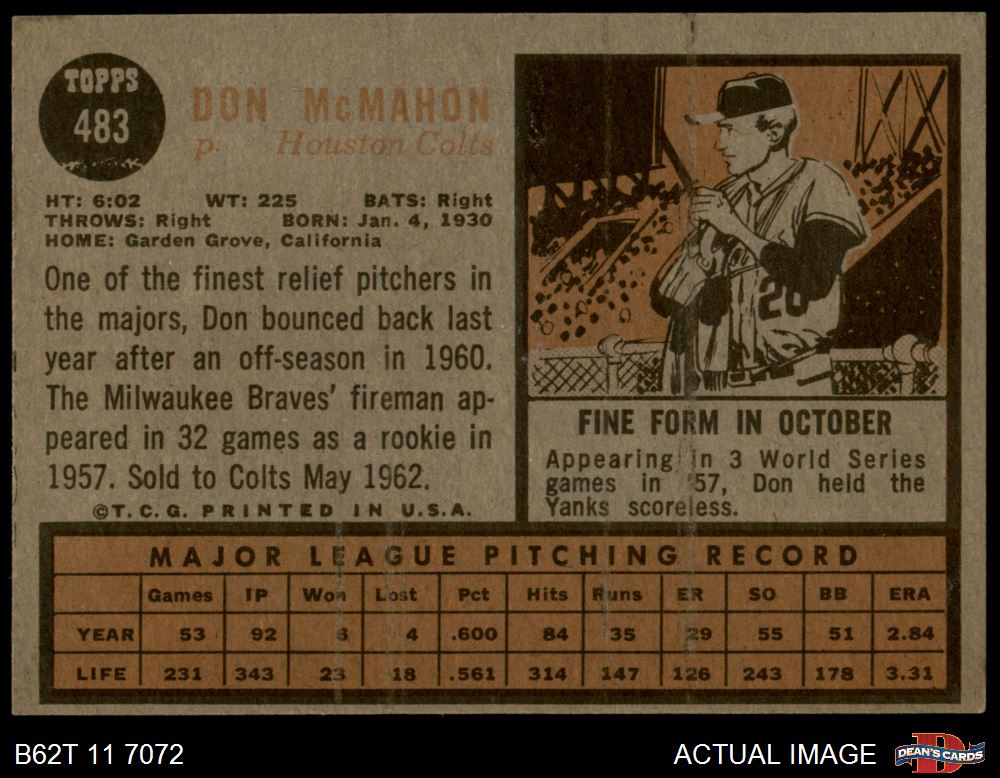 TOPPS
483
DON McMAHON
p. Houston Colts
HT: 6:02 WT: 225 BATS: Right
THROWS: Right BORN: Jan. 4, 1930
HOME: Garden Grove, California
One of the finest relief pitchers in
the majors, Don bounced back last
year after an off-season in 1960.
The Milwaukee Braves' fireman ap-
peared in 32 games as a rookie in
1957. Sold to Colts May 1962.
©T. C. G. PRINTED IN U.S.A.
20
FINE FORM IN OCTOBER
Appearing in 3 World Series
games in '57, Don held the
Yanks scoreless.
MAJOR LEAGUE PITCHING RECORD
Games IP Won Lost Pct Hits Runs ER SO BB ERA
YEAR 53 92 6 4 .600 84 35 29 55 51 2.84
LIFE 231 343 23 18 .561 314 147 126 243 178 3.31
B62T 11 7072 ACTUAL IMAGE DEAN'S CARDS